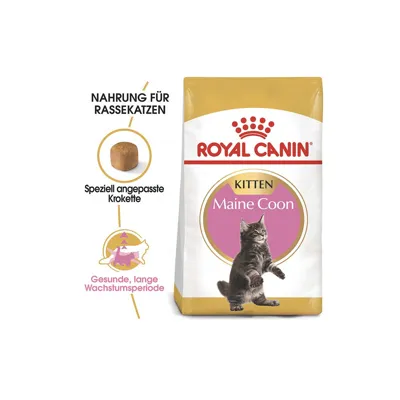 NAHRUNG FÜR
RASSEKATZEN
Speziell angepasste
Krokette
Gesunde, lange
Wachstumsperiode
ROYAL CANIN
KITTEN
Maine Coon